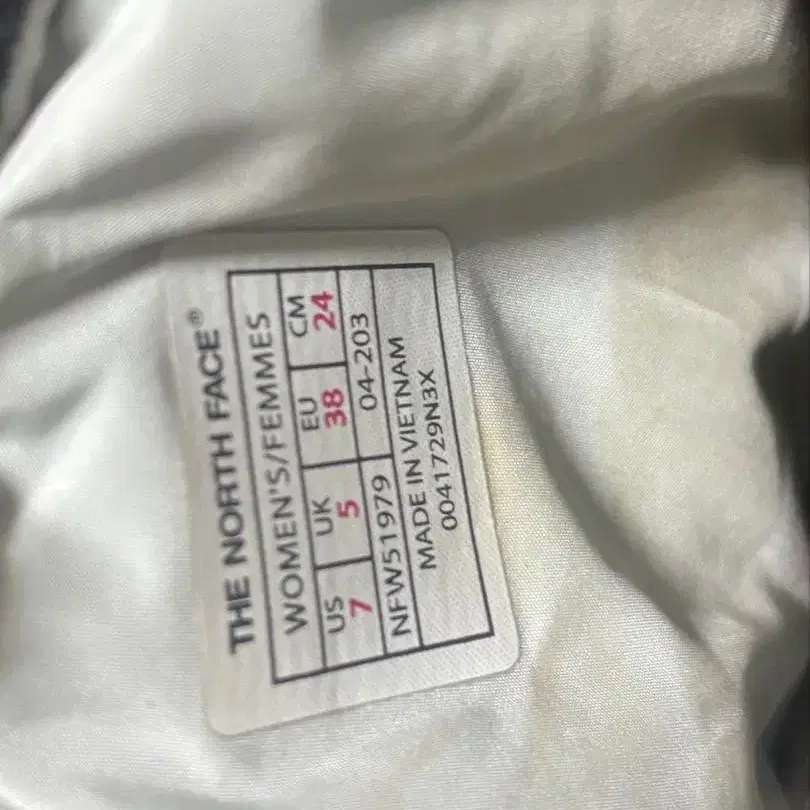 THE NORTH FACE®
WOMEN'S/FEMMES
US UK EU CM
7 5 38 24
NFW51979 04-203
MADE IN VIETNAM
0041729N3X